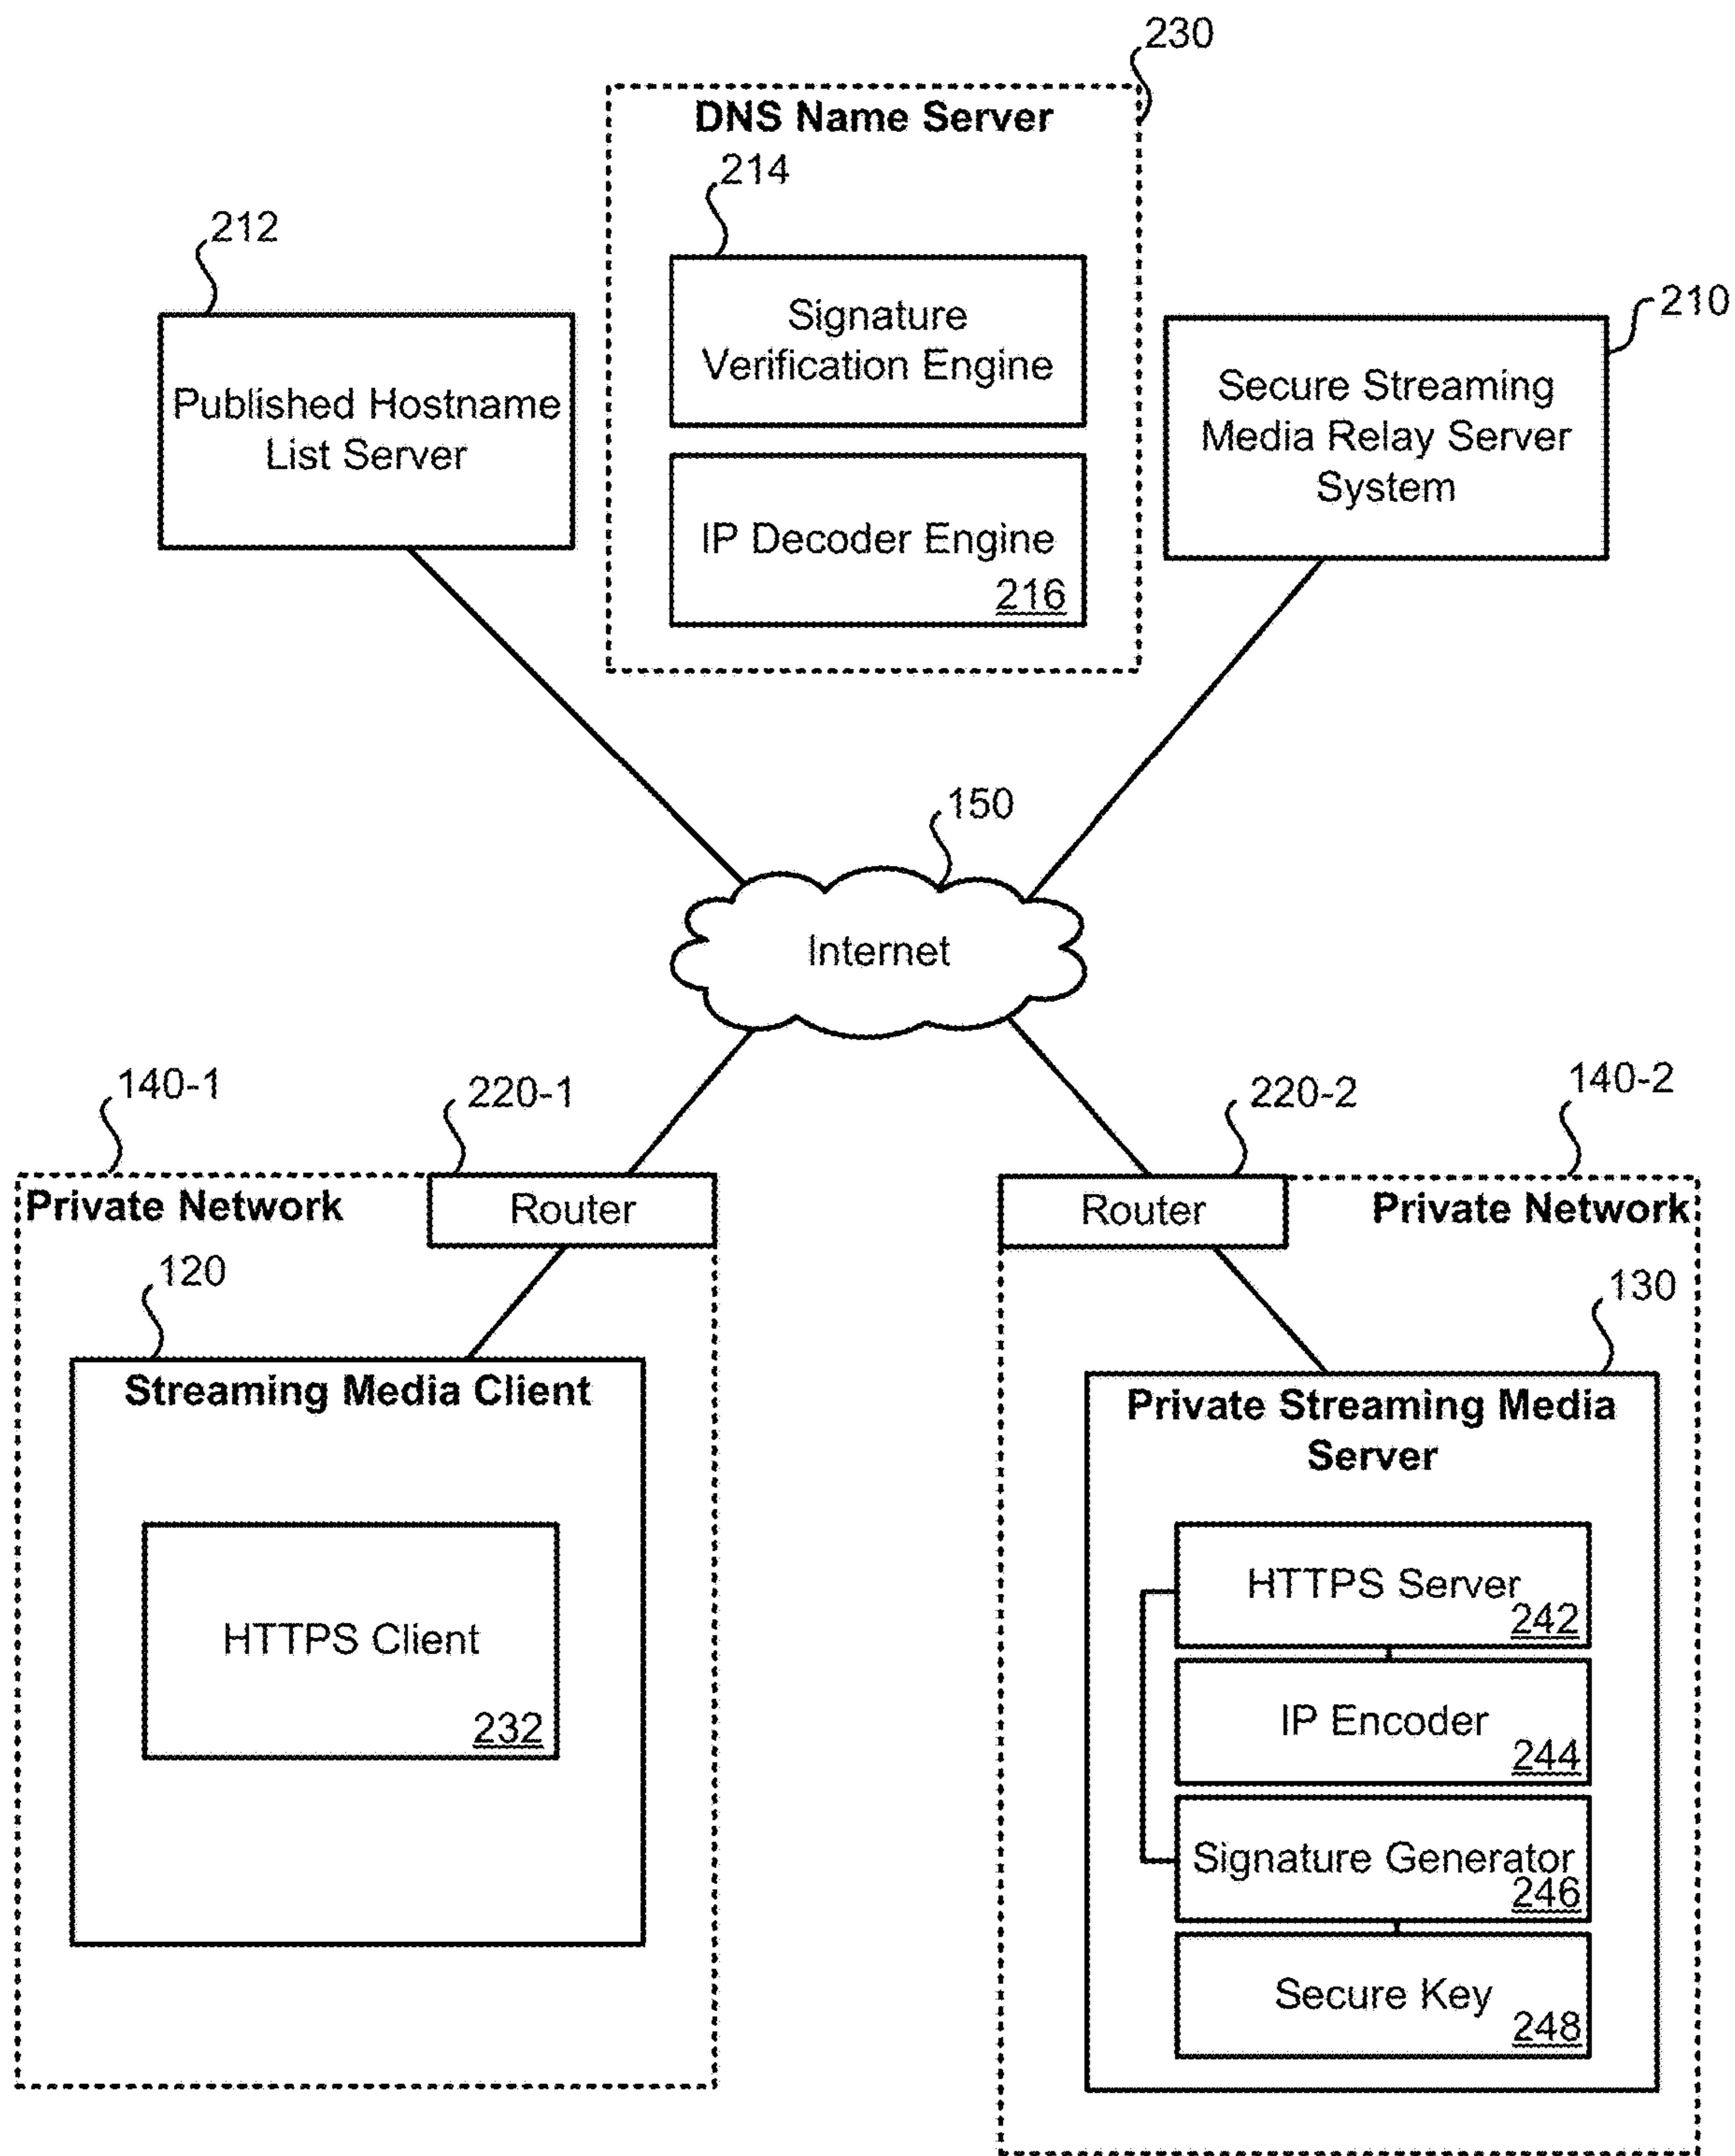 230
DNS Name Server
214
212
Signature
Verification Engine
210
Published Hostname
List Server
Secure Streaming
Media Relay Server
System
IP Decoder Engine
216
150
Internet
140-1
220-1
220-2
140-2
Private Network
Router
Router
Private Network
120
130
Streaming Media Client
Private Streaming Media
Server
HTTPS Client
232
HTTPS Server
242
IP Encoder
244
Signature Generator
246
Secure Key
248